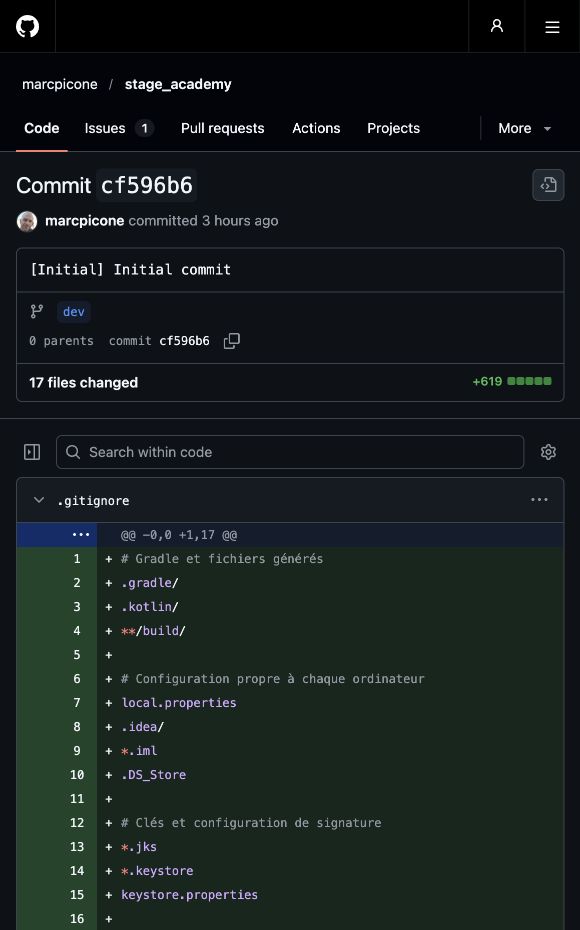 marcpicone / stage_academy
Code Issues 1 Pull requests Actions Projects More
Commit cf596b6
marcpicone committed 3 hours ago
[Initial] Initial commit
dev
0 parents commit cf596b6
17 files changed +619
Search within code
.gitignore
@@ -0,0 +1,17 @@
1 + # Gradle et fichiers générés
2 + .gradle/
3 + .kotlin/
4 + **/build/
5 +
6 + # Configuration propre à chaque ordinateur
7 + local.properties
8 + .idea/
9 + *.iml
10 + .DS_Store
11 +
12 + # Clés et configuration de signature
13 + *.jks
14 + *.keystore
15 + keystore.properties
16 +